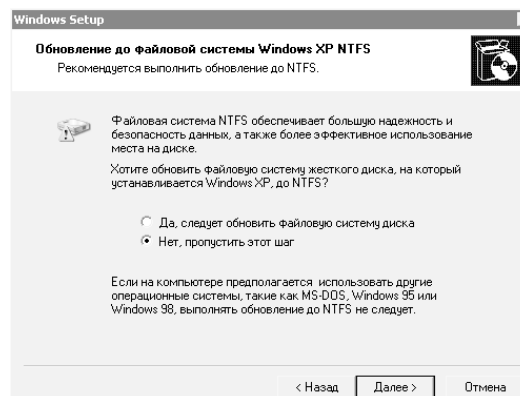 Windows Setup
Обновление до файловой системы Windows XP NTFS
Рекомендуется выполнить обновление до NTFS.
Файловая система NTFS обеспечивает большую надежность и
безопасность данных, а также более эффективное использование
места на диске.
Хотите обновить файловую систему жесткого диска, на который
устанавливается Windows XP, до NTFS?
Да, следует обновить файловую систему диска
Нет, пропустить этот шаг
Если на компьютере предполагается использовать другие
операционные системы, такие как MS-DOS, Windows 95 или
Windows 98, выполнять обновление до NTFS не следует.
< Назад Далее > Отмена